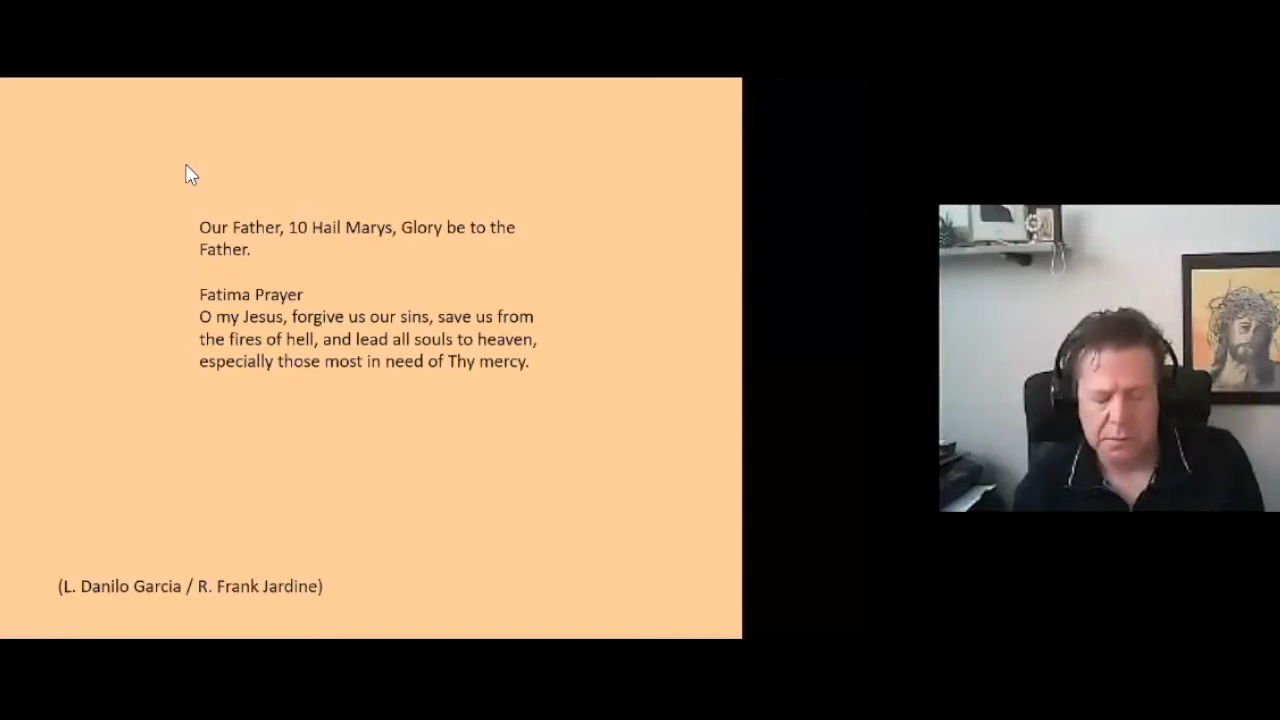 Our Father, 10 Hail Marys, Glory be to the
Father.
Fatima Prayer
O my Jesus, forgive us our sins, save us from
the fires of hell, and lead all souls to heaven,
especially those most in need of Thy mercy.
(L. Danilo Garcia / R. Frank Jardine)